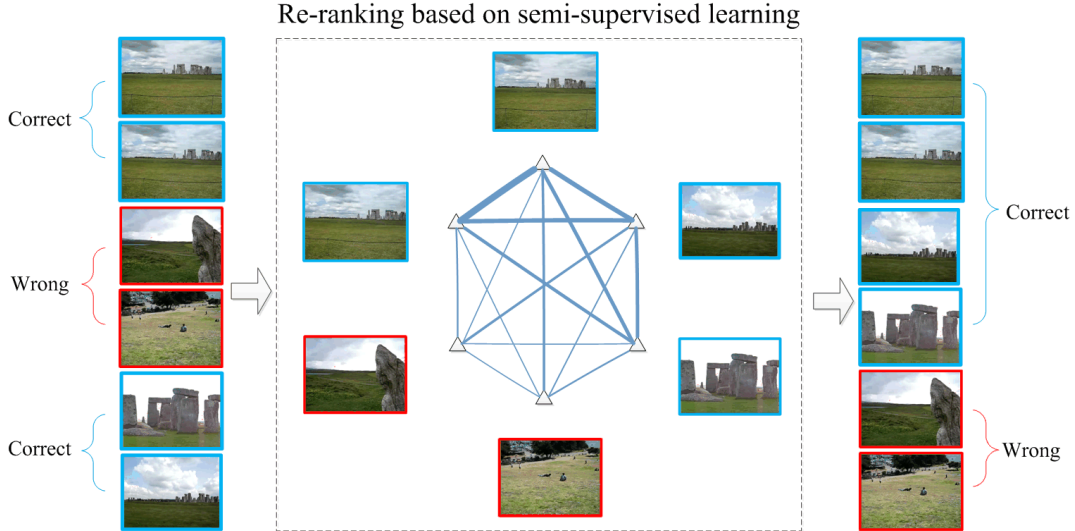 Re-ranking based on semi-supervised learning
Correct
Wrong
Correct
Correct
Wrong